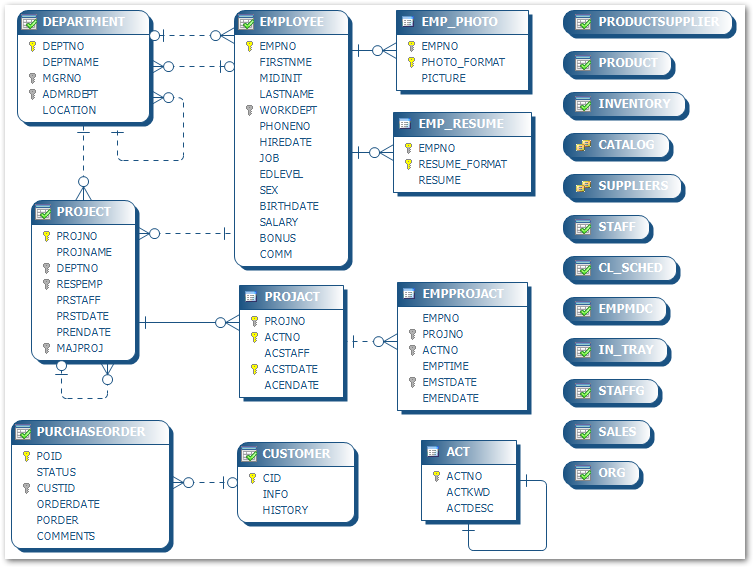 DEPARTMENT
DEPTNO
DEPTNAME
MGRNO
ADMRDEPT
LOCATION
EMPLOYEE
EMPNO
FIRSTNME
MIDINIT
LASTNAME
WORKDEPT
PHONENO
HIREDATE
JOB
EDLEVEL
SEX
BIRTHDATE
SALARY
BONUS
COMM
EMP_PHOTO
EMPNO
PHOTO_FORMAT
PICTURE
EMP_RESUME
EMPNO
RESUME_FORMAT
RESUME
PROJECT
PROJNO
PROJNAME
DEPTNO
RESPEMP
PRSTAFF
PRSTDATE
PRENDATE
MAJPROJ
PROJACT
PROJNO
ACTNO
ACSTAFF
ACSTDATE
ACENDATE
EMPPROJACT
EMPNO
PROJNO
ACTNO
EMPTIME
EMSTDATE
EMENDATE
PURCHASEORDER
POID
STATUS
CUSTID
ORDERDATE
PORDER
COMMENTS
CUSTOMER
CID
INFO
HISTORY
ACT
ACTNO
ACTKWD
ACTDESC
PRODUCTSUPPLIER
PRODUCT
INVENTORY
CATALOG
SUPPLIERS
STAFF
CL_SCHED
EMPMDC
IN_TRAY
STAFFG
SALES
ORG